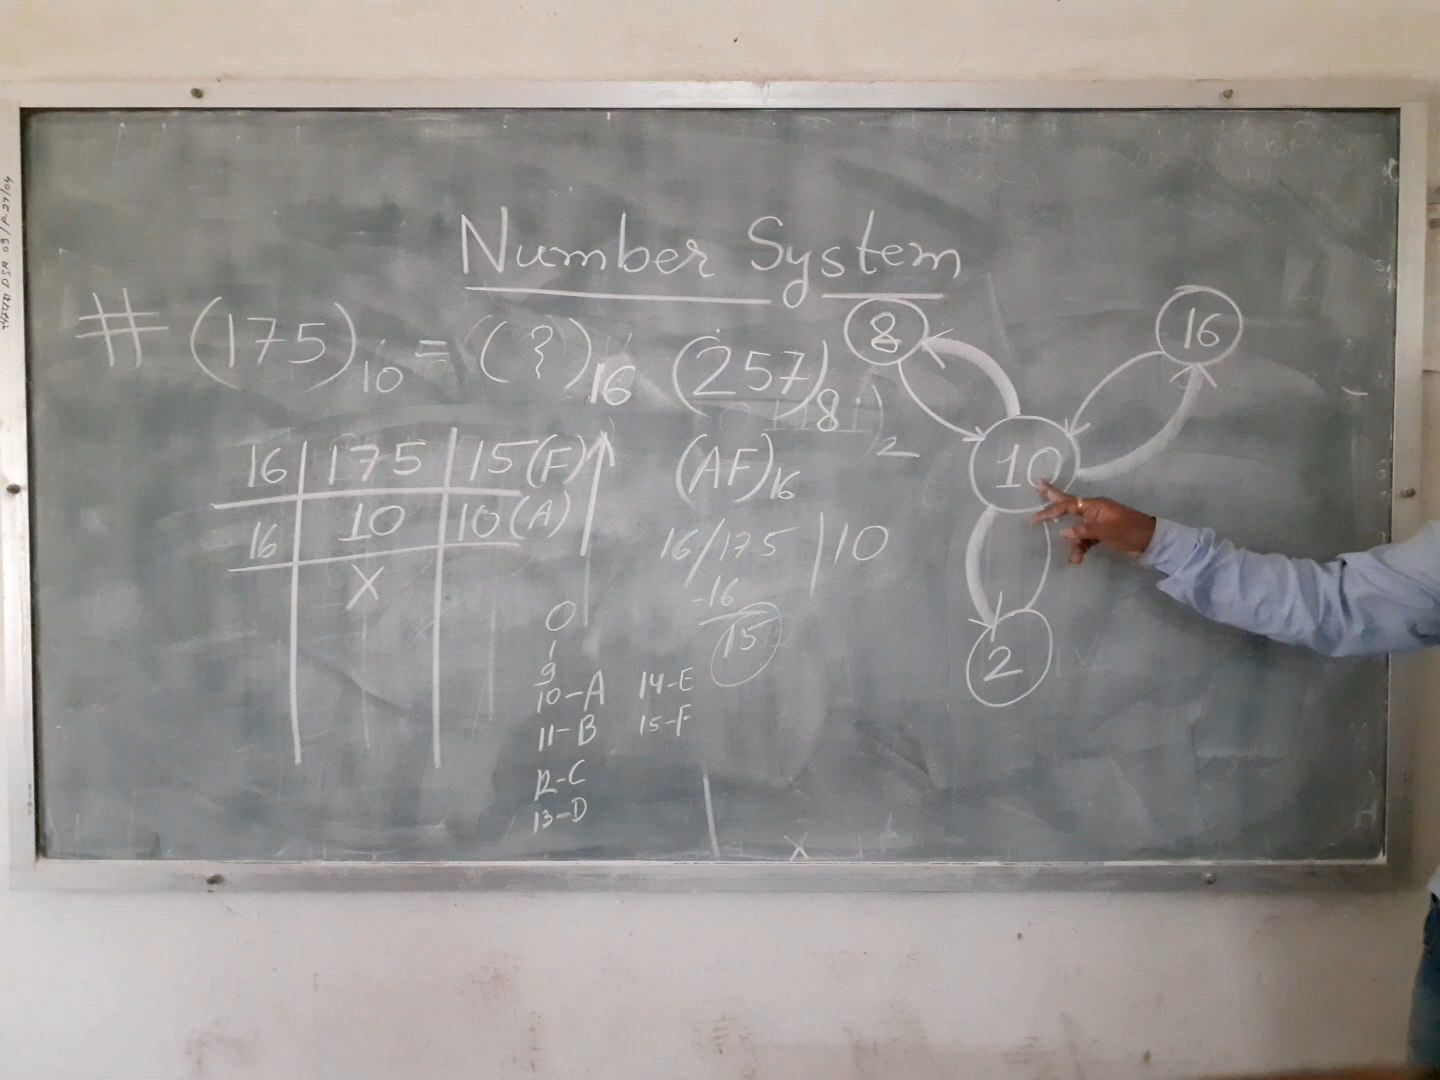 Number System
# (175)10 = (?)16
(257)8
)2
(AF)16
16 | 175 | 15(F)
16 | 10 | 10(A)
X
16/175 | 10
-16
15
0
1
9
10-A
11-B
12-C
13-D
14-E
15-F
8
16
10
2
X